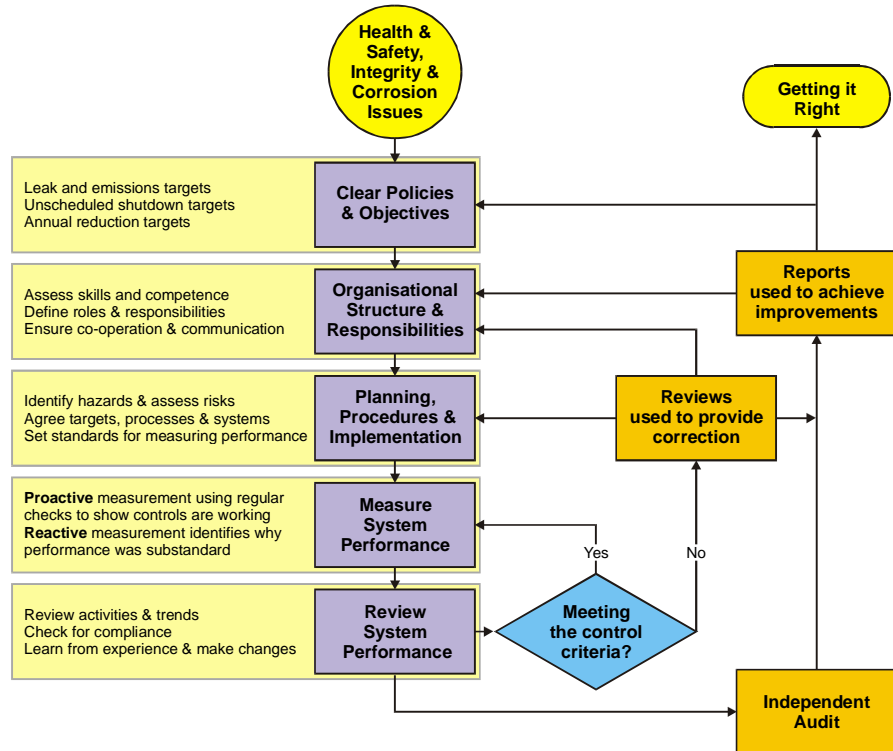 Health &
Safety,
Integrity &
Corrosion
Issues
Getting it
Right
Leak and emissions targets
Unscheduled shutdown targets
Annual reduction targets
Clear Policies
& Objectives
Assess skills and competence
Define roles & responsibilities
Ensure co-operation & communication
Organisational
Structure &
Responsibilities
Reports
used to achieve
improvements
Identify hazards & assess risks
Agree targets, processes & systems
Set standards for measuring performance
Planning,
Procedures &
Implementation
Reviews
used to provide
correction
Proactive measurement using regular
checks to show controls are working
Reactive measurement identifies why
performance was substandard
Measure
System
Performance
Yes
No
Review activities & trends
Check for compliance
Learn from experience & make changes
Review
System
Performance
Meeting
the control
criteria?
Independent
Audit